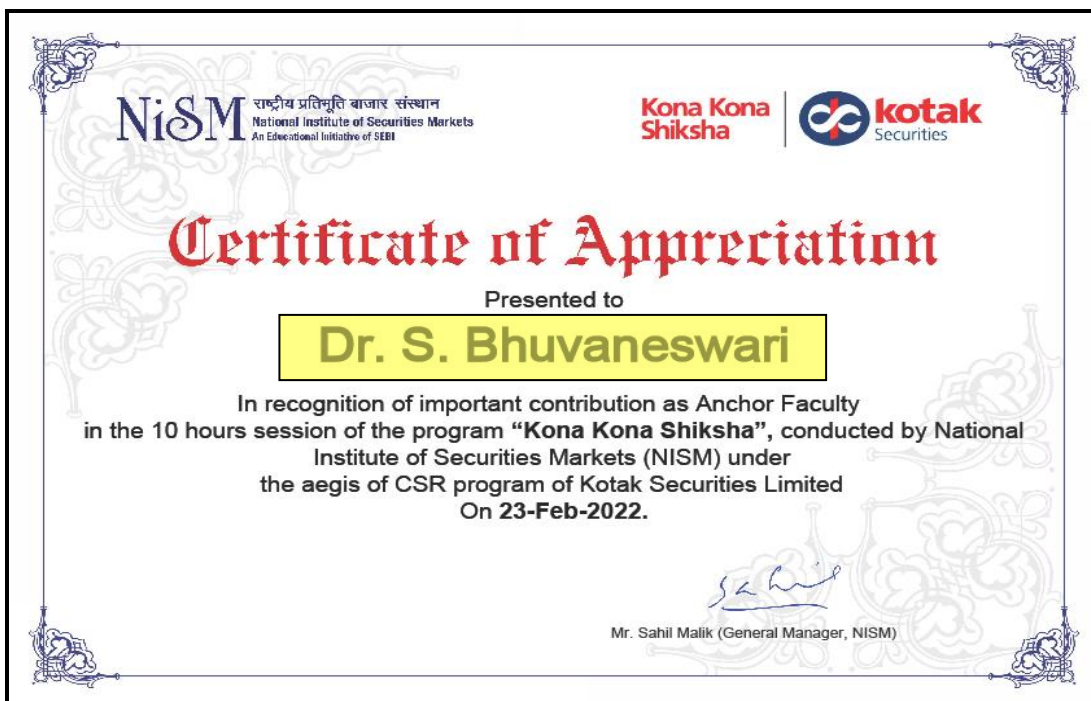 NiSM
राष्ट्रीय प्रतिभूति बाजार संस्थान
National Institute of Securities Markets
An Educational Initiative of SEBI
Kona Kona
Shiksha
kotak
Securities
Certificate of Appreciation
Presented to
Dr. S. Bhuvaneswari
In recognition of important contribution as Anchor Faculty
in the 10 hours session of the program “Kona Kona Shiksha”, conducted by National
Institute of Securities Markets (NISM) under
the aegis of CSR program of Kotak Securities Limited
On 23-Feb-2022.
Sahil
Mr. Sahil Malik (General Manager, NISM)